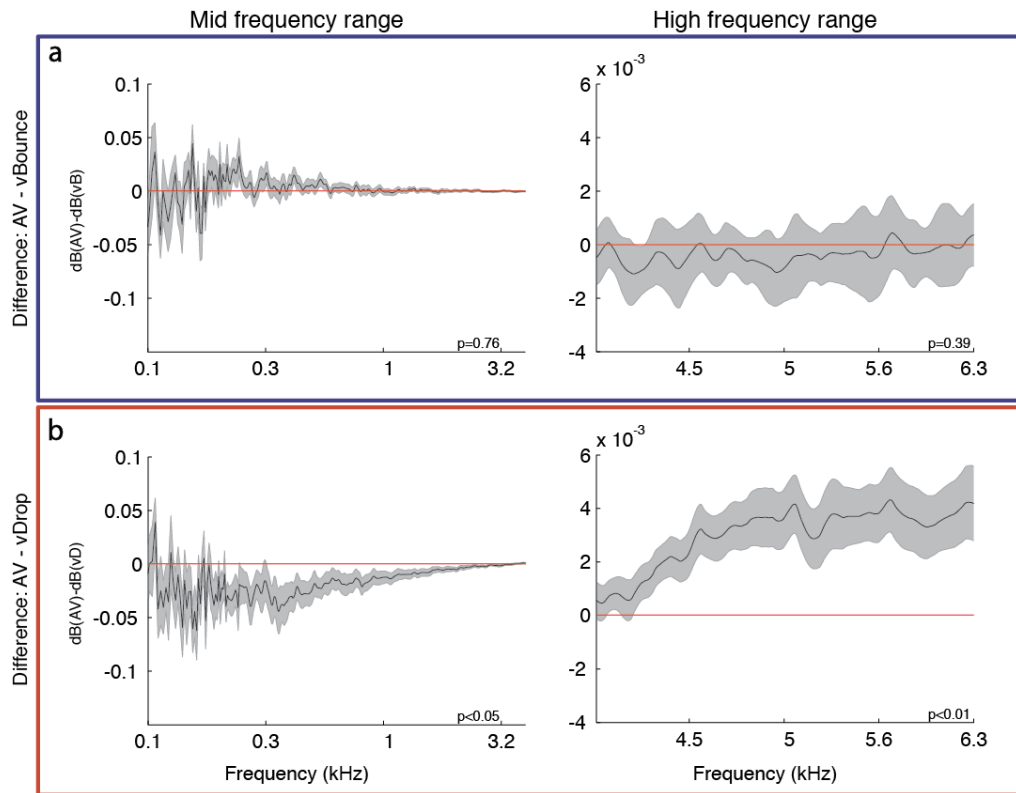 Mid frequency range
High frequency range
a
Difference: AV - vBounce
dB(AV)-dB(vB)
0.1
0.05
0
-0.05
-0.1
0.1
0.3
1
3.2
p=0.76
x 10-3
6
4
2
0
-2
-4
4.5
5
5.6
6.3
p=0.39
b
Difference: AV - vDrop
dB(AV)-dB(vD)
0.1
0.05
0
-0.05
-0.1
0.1
0.3
1
3.2
p<0.05
Frequency (kHz)
x 10-3
6
4
2
0
-2
-4
4.5
5
5.6
6.3
p<0.01
Frequency (kHz)